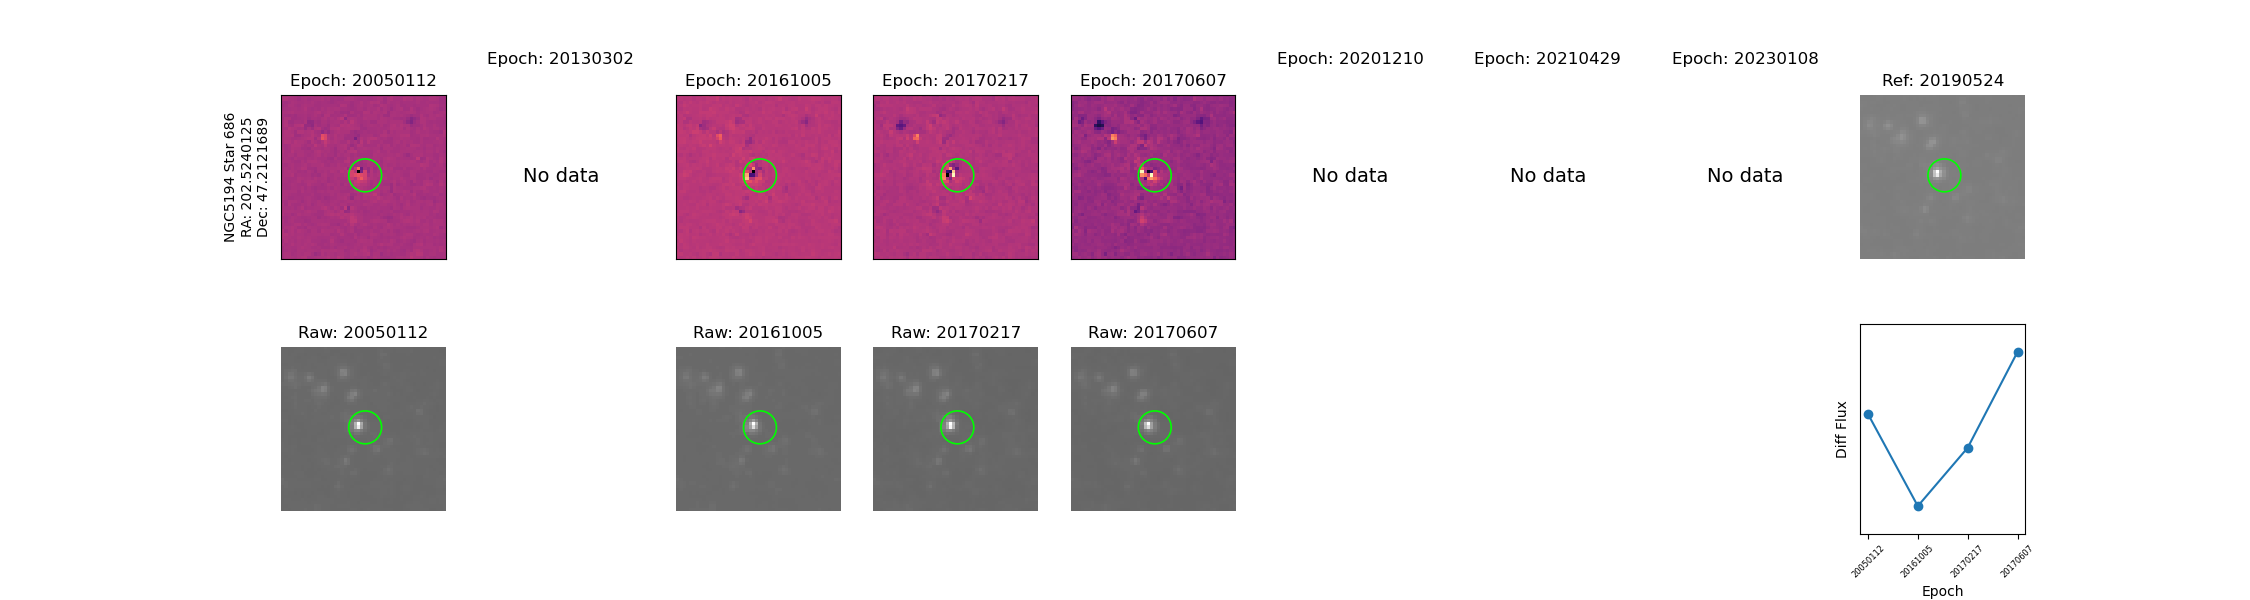 Epoch: 20050112
Epoch: 20130302
Epoch: 20161005
Epoch: 20170217
Epoch: 20170607
Epoch: 20201210
Epoch: 20210429
Epoch: 20230108
Ref: 20190524
NGC5194 Star 686
RA: 202.5240125
Dec: 47.2121689
No data
No data
No data
No data
Raw: 20050112
Raw: 20161005
Raw: 20170217
Raw: 20170607
Diff Flux
20050112
20161005
20170217
20170607
Epoch